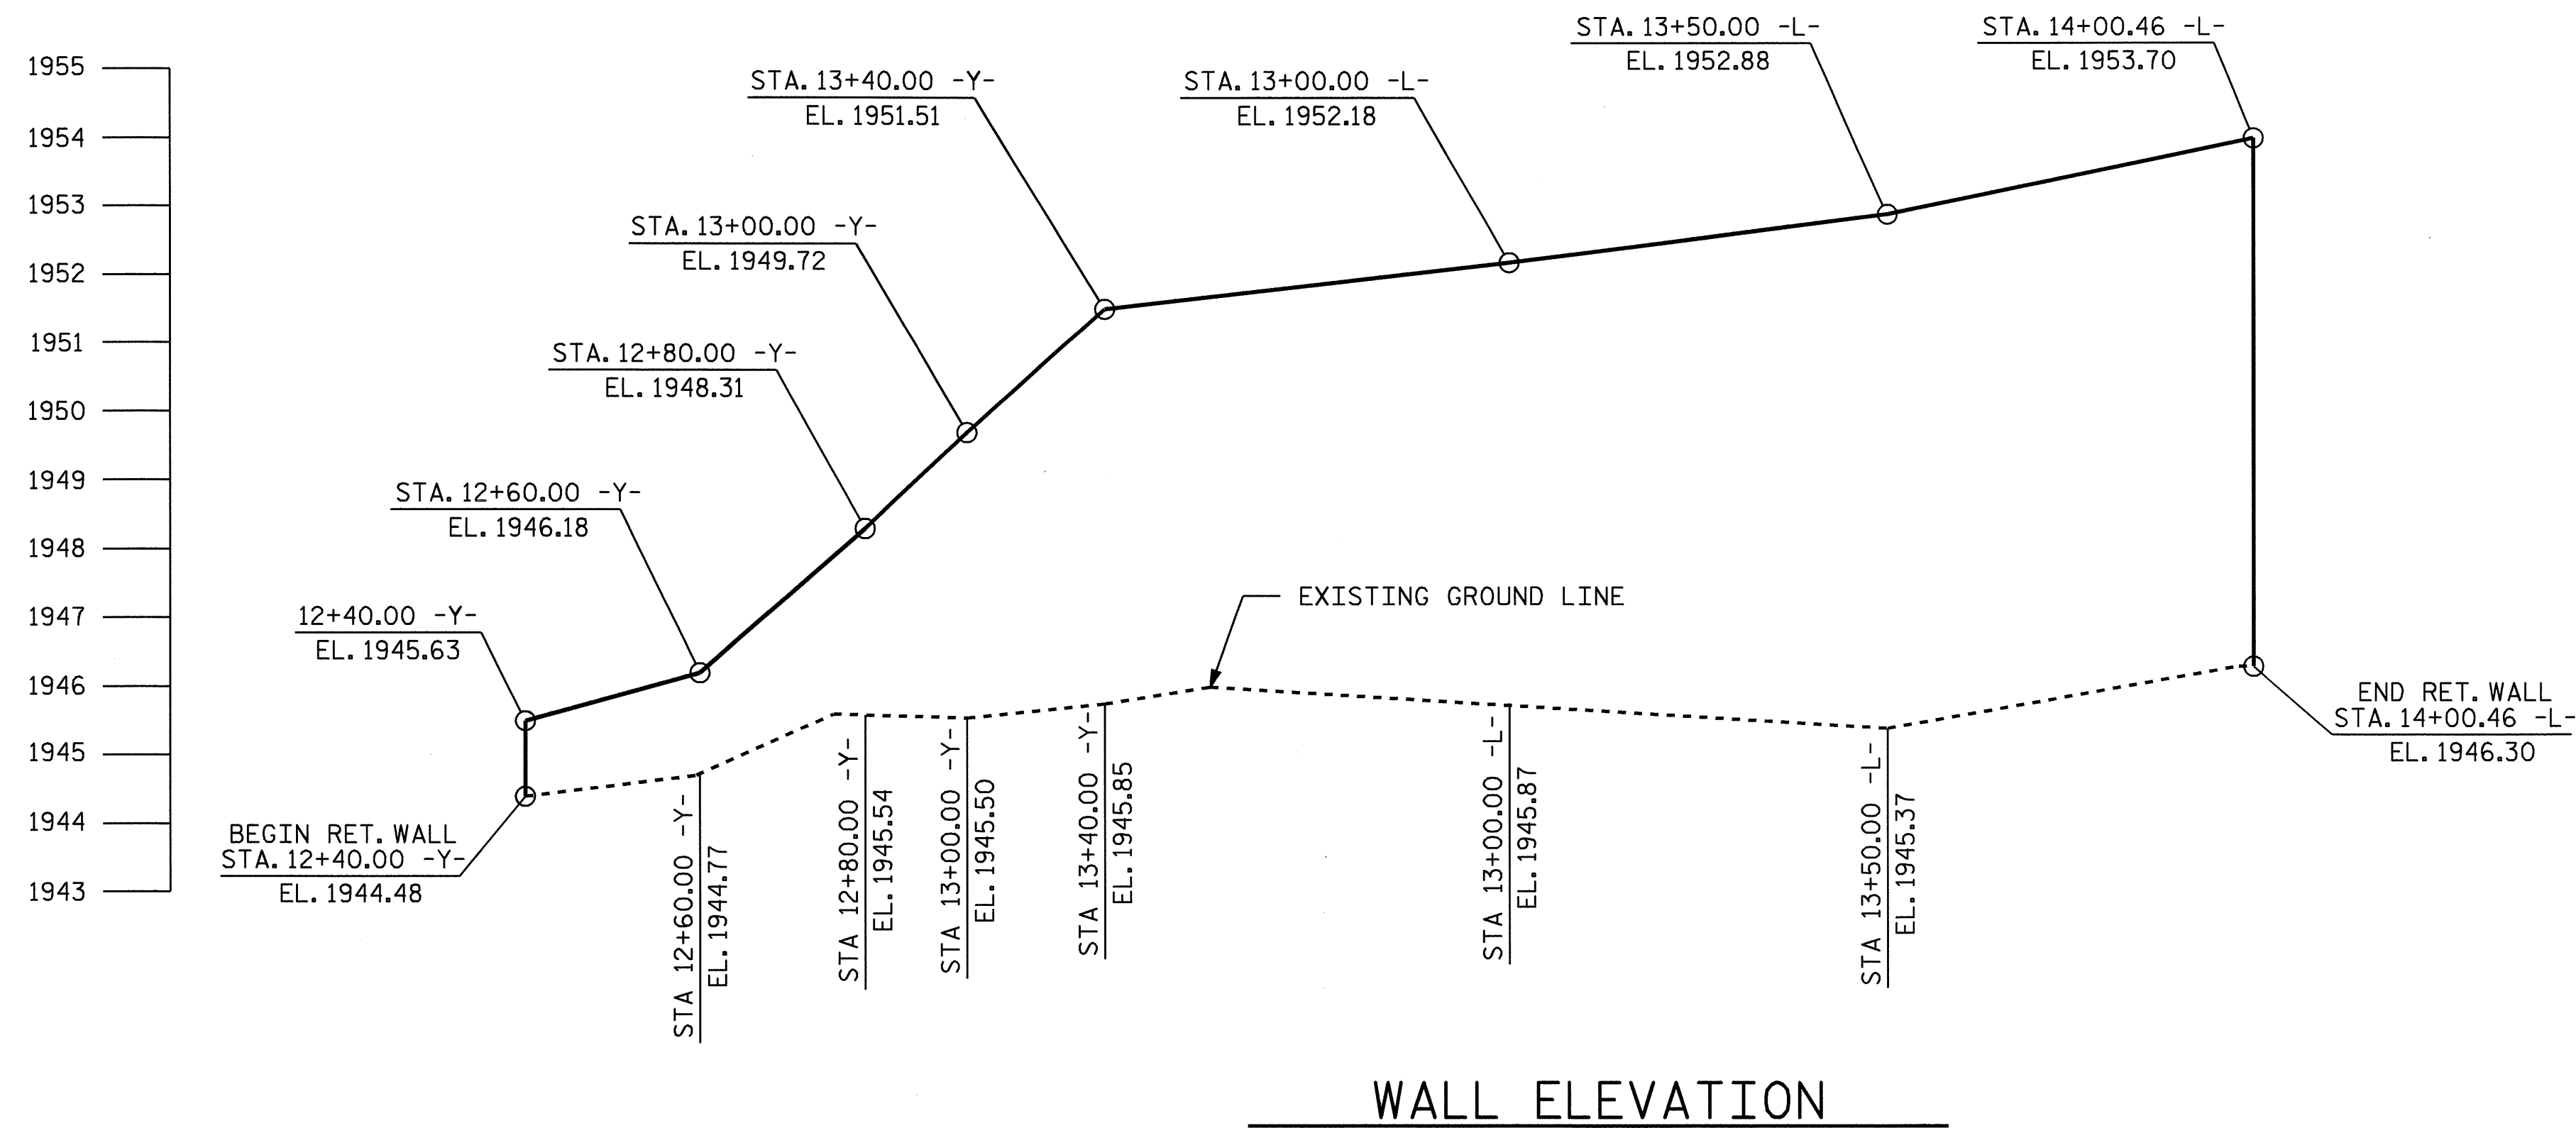 1955
1954
1953
1952
1951
1950
1949
1948
1947
1946
1945
1944
1943
STA. 13+50.00 -L-
EL. 1952.88
STA. 14+00.46 -L-
EL. 1953.70
STA. 13+40.00 -Y-
EL. 1951.51
STA. 13+00.00 -L-
EL. 1952.18
STA. 13+00.00 -Y-
EL. 1949.72
STA. 12+80.00 -Y-
EL. 1948.31
STA. 12+60.00 -Y-
EL. 1946.18
12+40.00 -Y-
EL. 1945.63
EXISTING GROUND LINE
BEGIN RET. WALL
STA. 12+40.00 -Y-
EL. 1944.48
STA 12+60.00 -Y-
EL. 1944.77
STA 12+80.00 -Y-
EL. 1945.54
STA 13+00.00 -Y-
EL. 1945.50
STA 13+40.00 -Y-
EL. 1945.85
STA 13+00.00 -L-
EL. 1945.87
STA 13+50.00 -L-
EL. 1945.37
END RET. WALL
STA. 14+00.46 -L-
EL. 1946.30
WALL ELEVATION